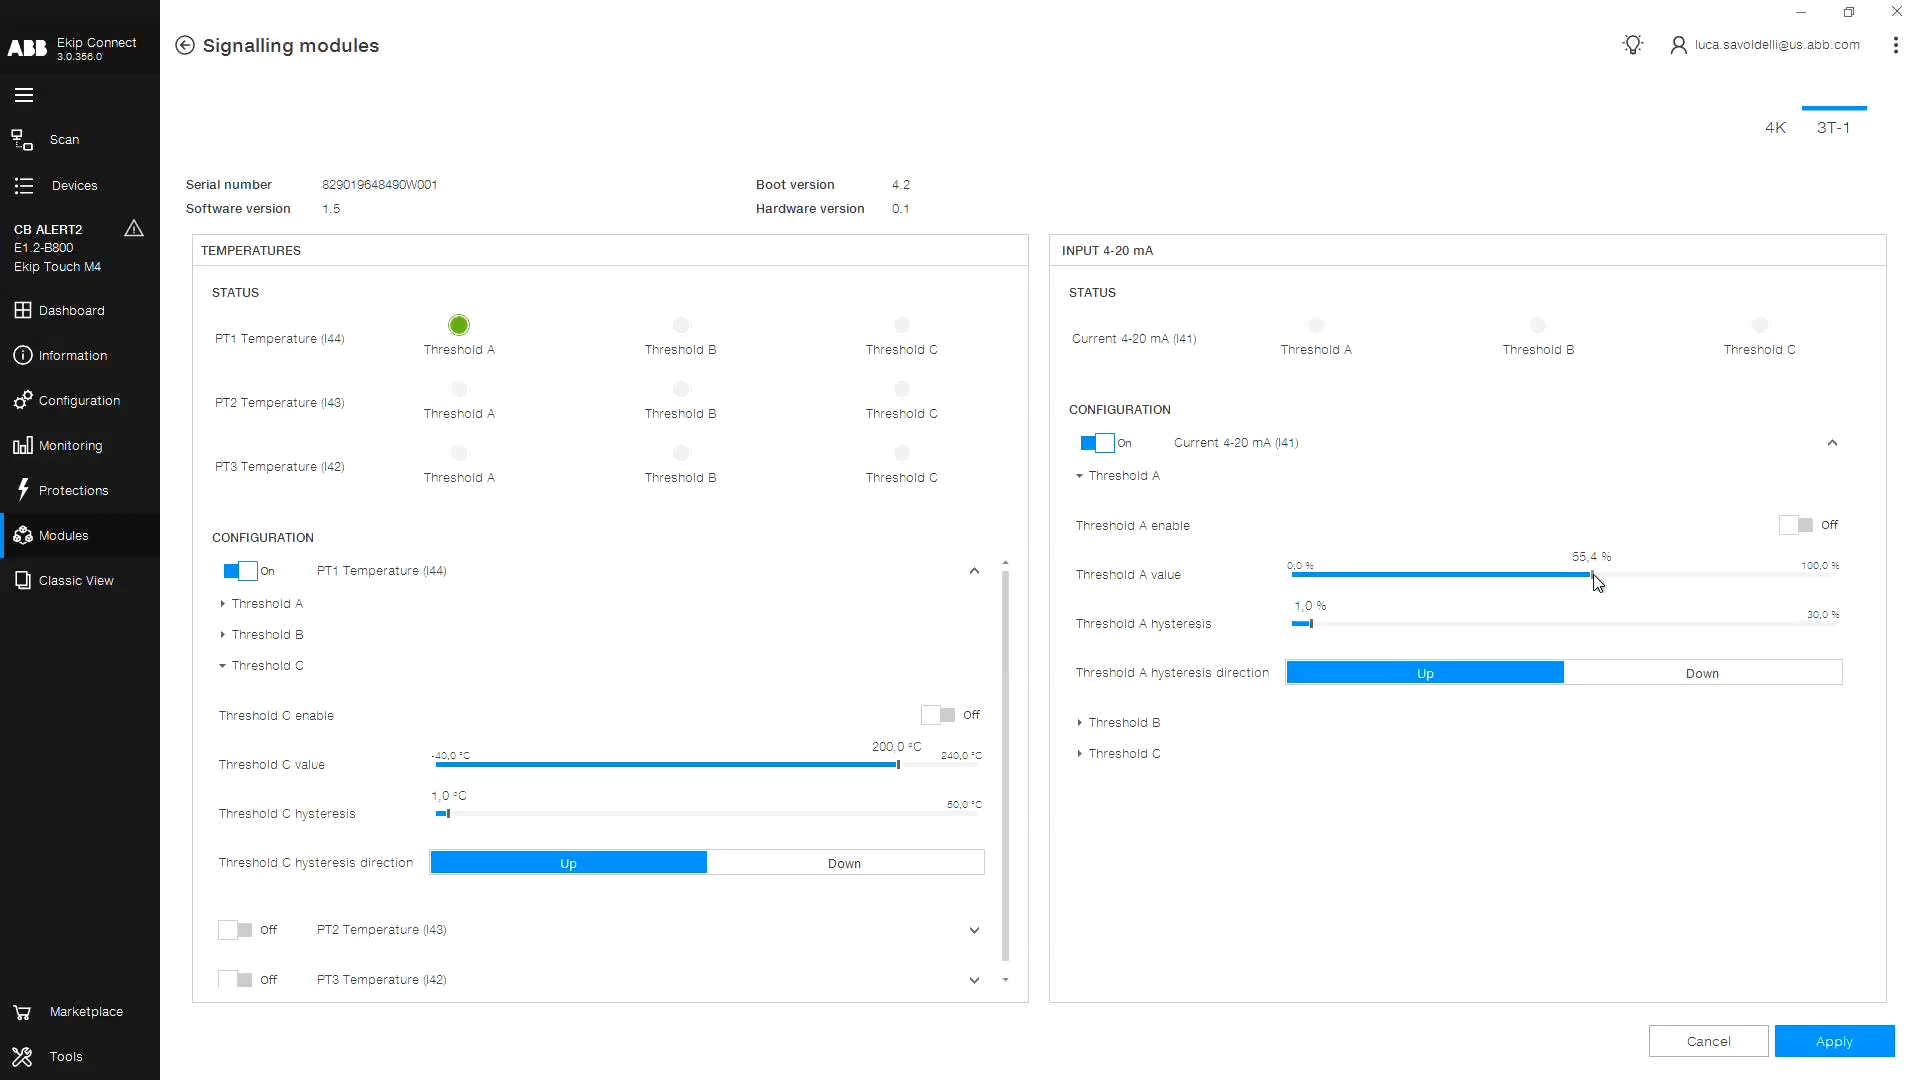 ABB Ekip Connect
3.0.356.0
Signalling modules
luca.savoldelli@us.abb.com
4K 3T-1
Scan
Devices
CB ALERT2
E1.2-B800
Ekip Touch M4
Dashboard
Information
Configuration
Monitoring
Protections
Modules
Classic View
Marketplace
Tools
Serial number 829019648490W001
Software version 1.5
Boot version 4.2
Hardware version 0.1
TEMPERATURES
STATUS
PT1 Temperature (I44)
Threshold A Threshold B Threshold C
PT2 Temperature (I43)
Threshold A Threshold B Threshold C
PT3 Temperature (I42)
Threshold A Threshold B Threshold C
CONFIGURATION
On PT1 Temperature (I44)
Threshold A
Threshold B
Threshold C
Threshold C enable Off
200,0 °C
-40,0 °C 240,0 °C
Threshold C value
1,0 °C
50,0 °C
Threshold C hysteresis
Threshold C hysteresis direction Up Down
Off PT2 Temperature (I43)
Off PT3 Temperature (I42)
INPUT 4-20 mA
STATUS
Current 4-20 mA (I41)
Threshold A Threshold B Threshold C
CONFIGURATION
On Current 4-20 mA (I41)
Threshold A
Threshold A enable Off
55,4 %
0,0 % 100,0 %
Threshold A value
1,0 %
30,0 %
Threshold A hysteresis
Threshold A hysteresis direction Up Down
Threshold B
Threshold C
Cancel Apply